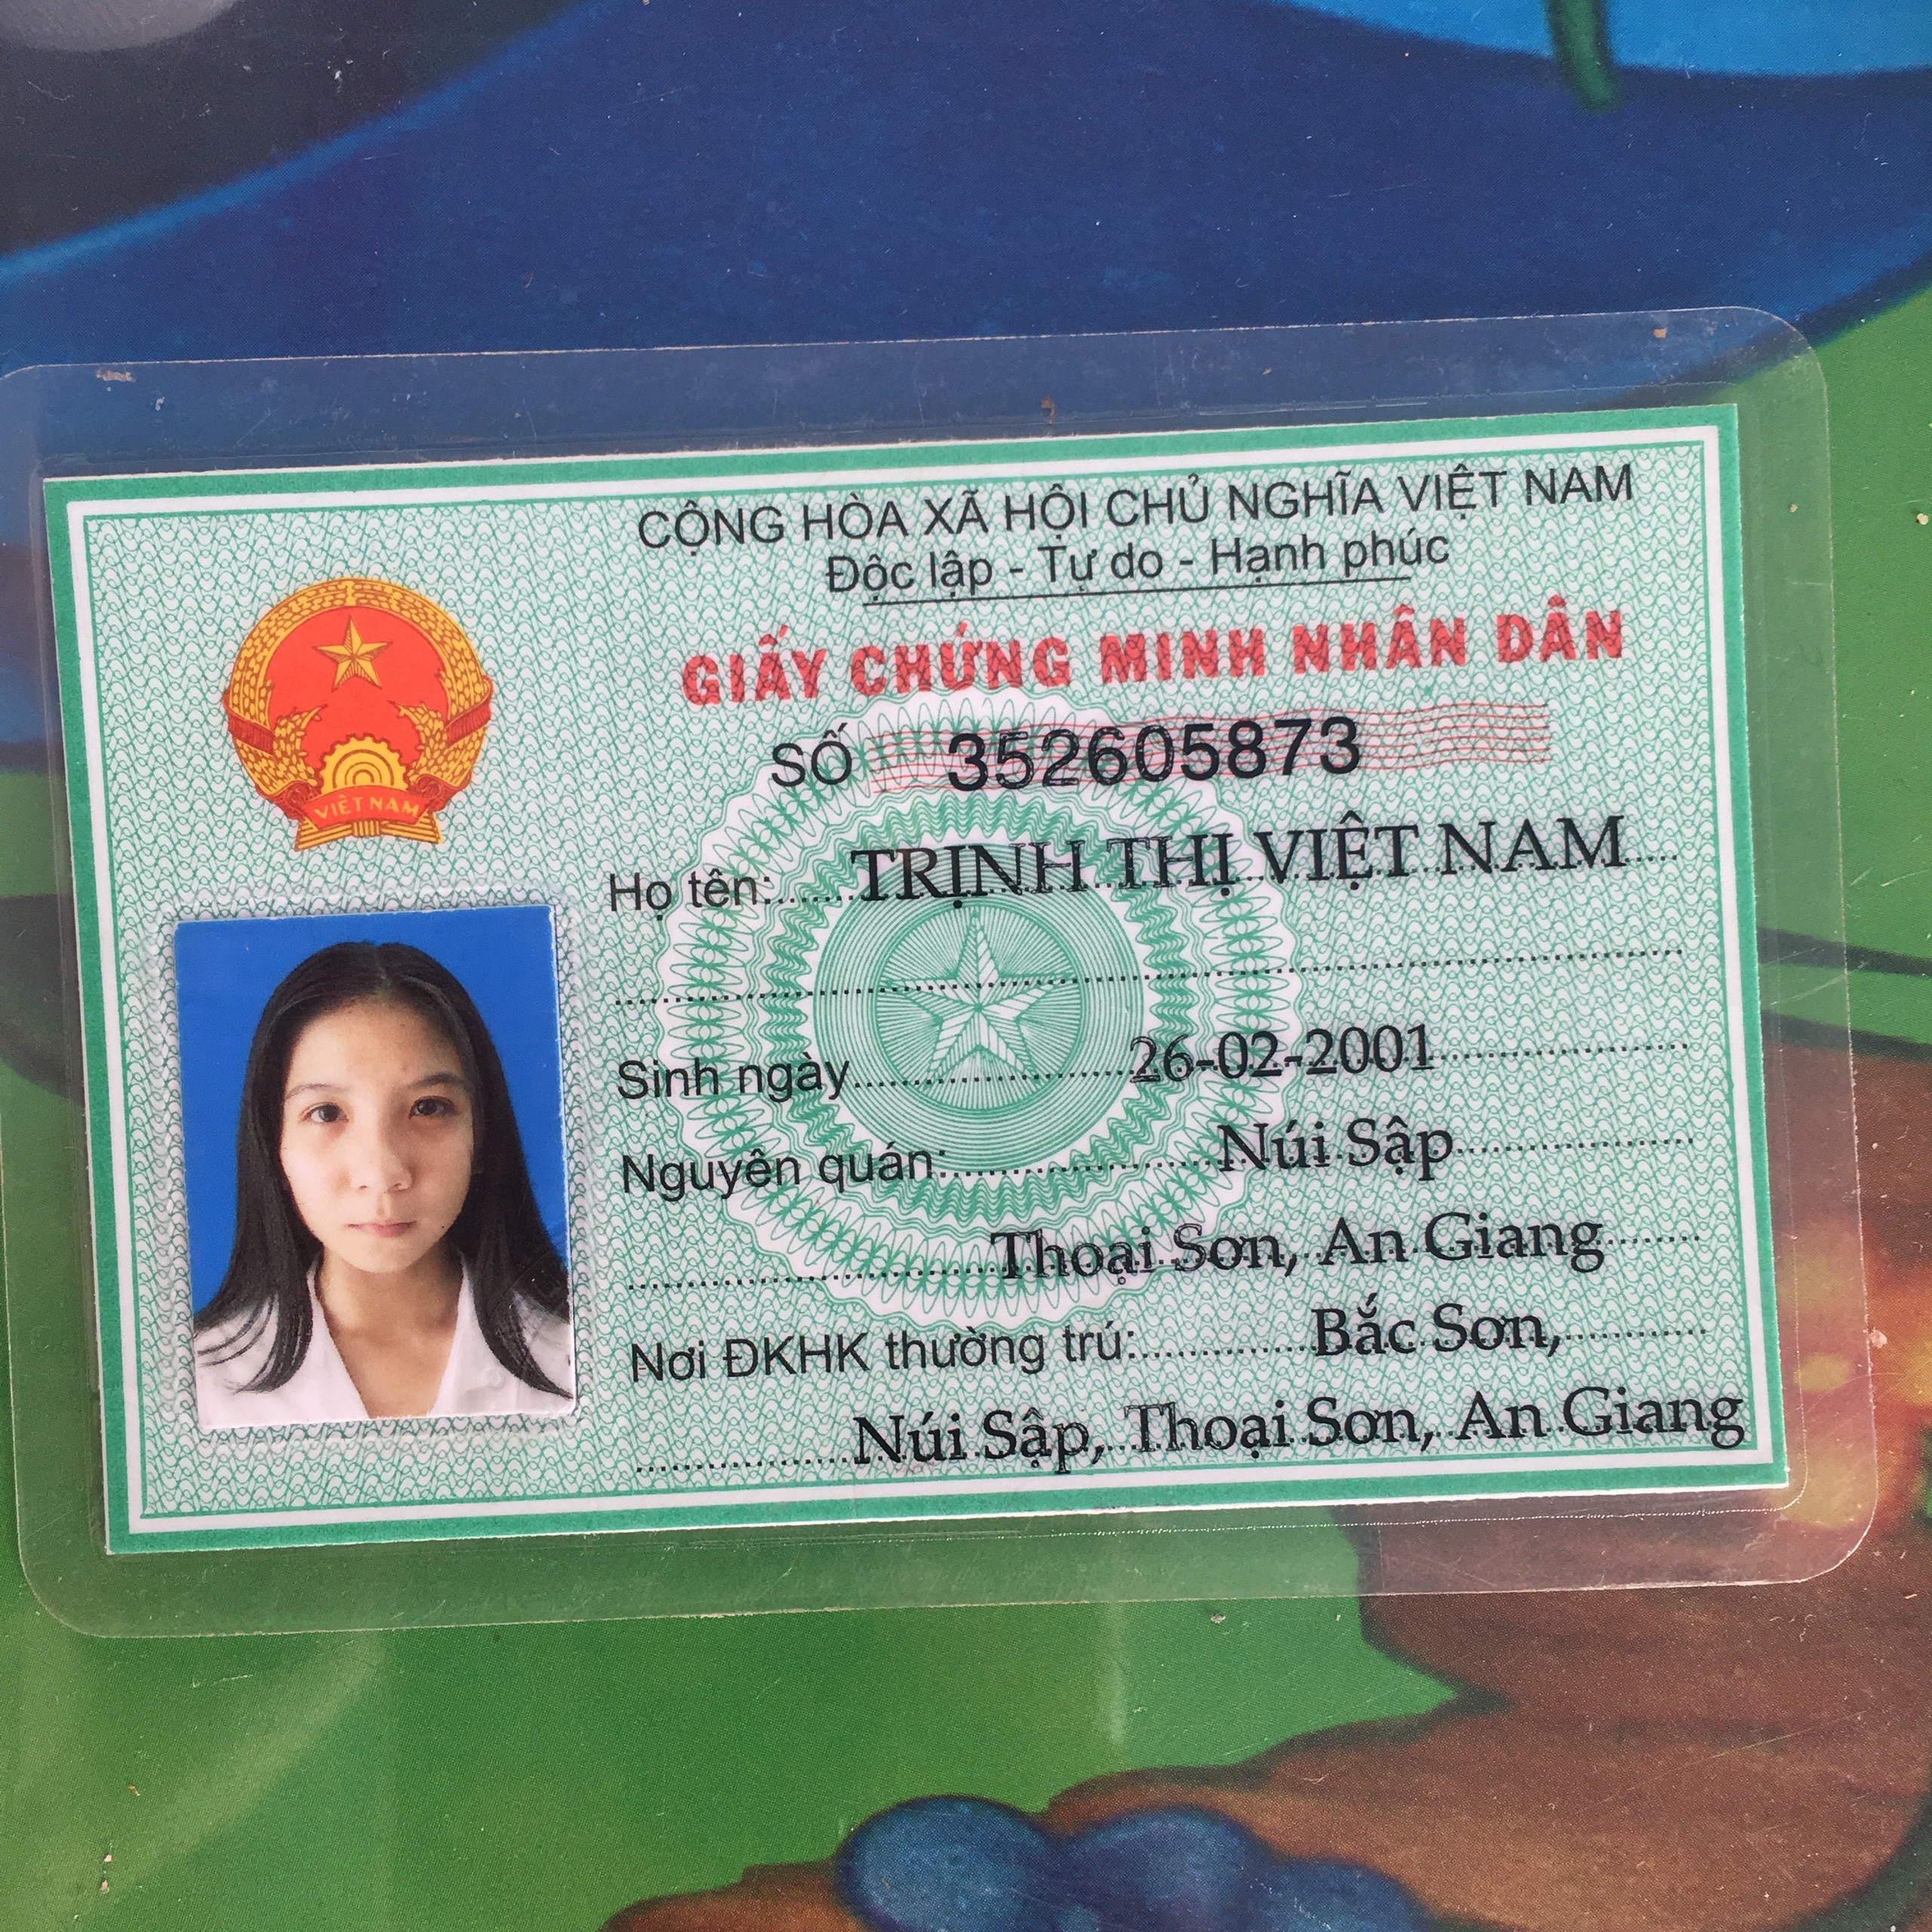 CỘNG HÒA XÃ HỘI CHỦ NGHĨA VIỆT NAM
Độc lập - Tự do - Hạnh phúc
GIẤY CHỨNG MINH NHÂN DÂN
SỐ 352605873
VIỆT NAM
Họ tên: TRỊNH THỊ VIỆT NAM
Sinh ngày 26-02-2001
Nguyên quán: Núi Sập
Thoại Sơn, An Giang
Nơi ĐKHK thường trú: Bắc Sơn,
Núi Sập, Thoại Sơn, An Giang